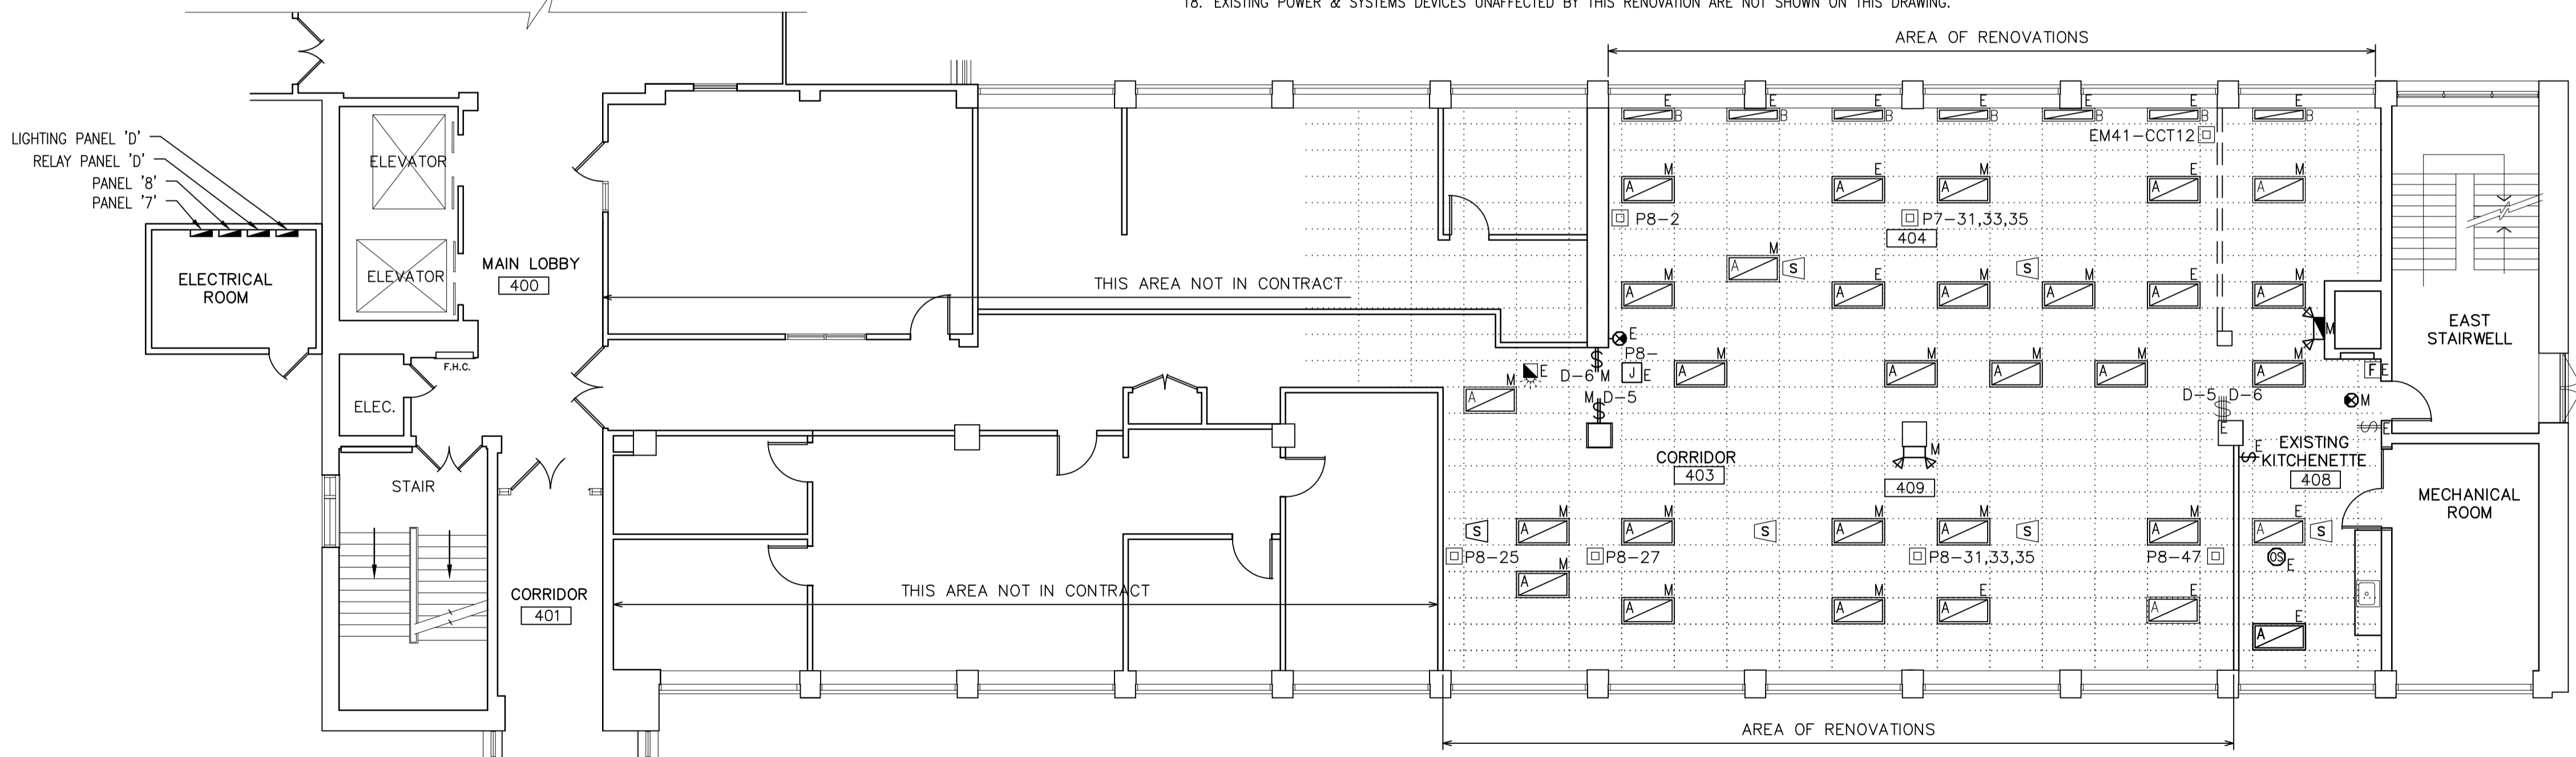 18. EXISTING POWER & SYSTEMS DEVICES UNAFFECTED BY THIS RENOVATION ARE NOT SHOWN ON THIS DRAWING.
AREA OF RENOVATIONS
E E E E E E E
B B B B B B B
LIGHTING PANEL 'D'
RELAY PANEL 'D'
PANEL '8'
PANEL '7'
ELEVATOR
EM41-CCT12
M E M E M
A A A A A
P8-2
P7-31,33,35
404
ELECTRICAL
ROOM
ELEVATOR
MAIN LOBBY
400
THIS AREA NOT IN CONTRACT
M
A S S
M E M M E M
A A A A A A
EAST
STAIRWELL
M
E
P8-
J E
D-6 M
M D-5
E
F.H.C.
M M M M M
A A A A A
F E
M
A
D-5 D-6
M
E
E
E
ELEC.
STAIR
CORRIDOR
403
M
409
EXISTING
KITCHENETTE
408
MECHANICAL
ROOM
M M M M M E
S A A S A A S A A S
P8-25
P8-27
P8-31,33,35
P8-47
OS
E
M
A
THIS AREA NOT IN CONTRACT
CORRIDOR
401
M M E E
A A A A
E
A
AREA OF RENOVATIONS